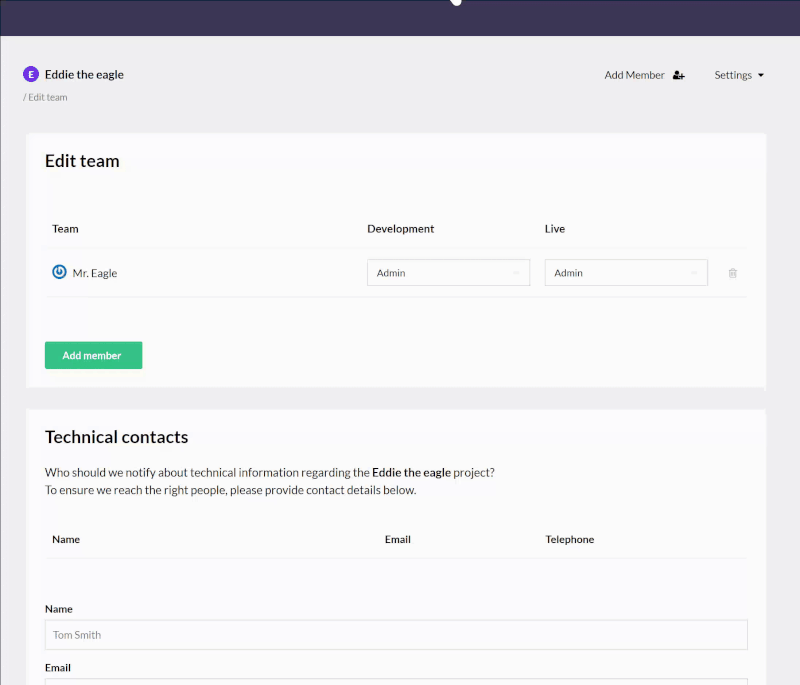 E Eddie the eagle
Add Member
Settings
/ Edit team
Edit team
Team Development Live
Mr. Eagle Admin Admin
Add member
Technical contacts
Who should we notify about technical information regarding the Eddie the eagle project?
To ensure we reach the right people, please provide contact details below.
Name Email Telephone
Name
Tom Smith
Email